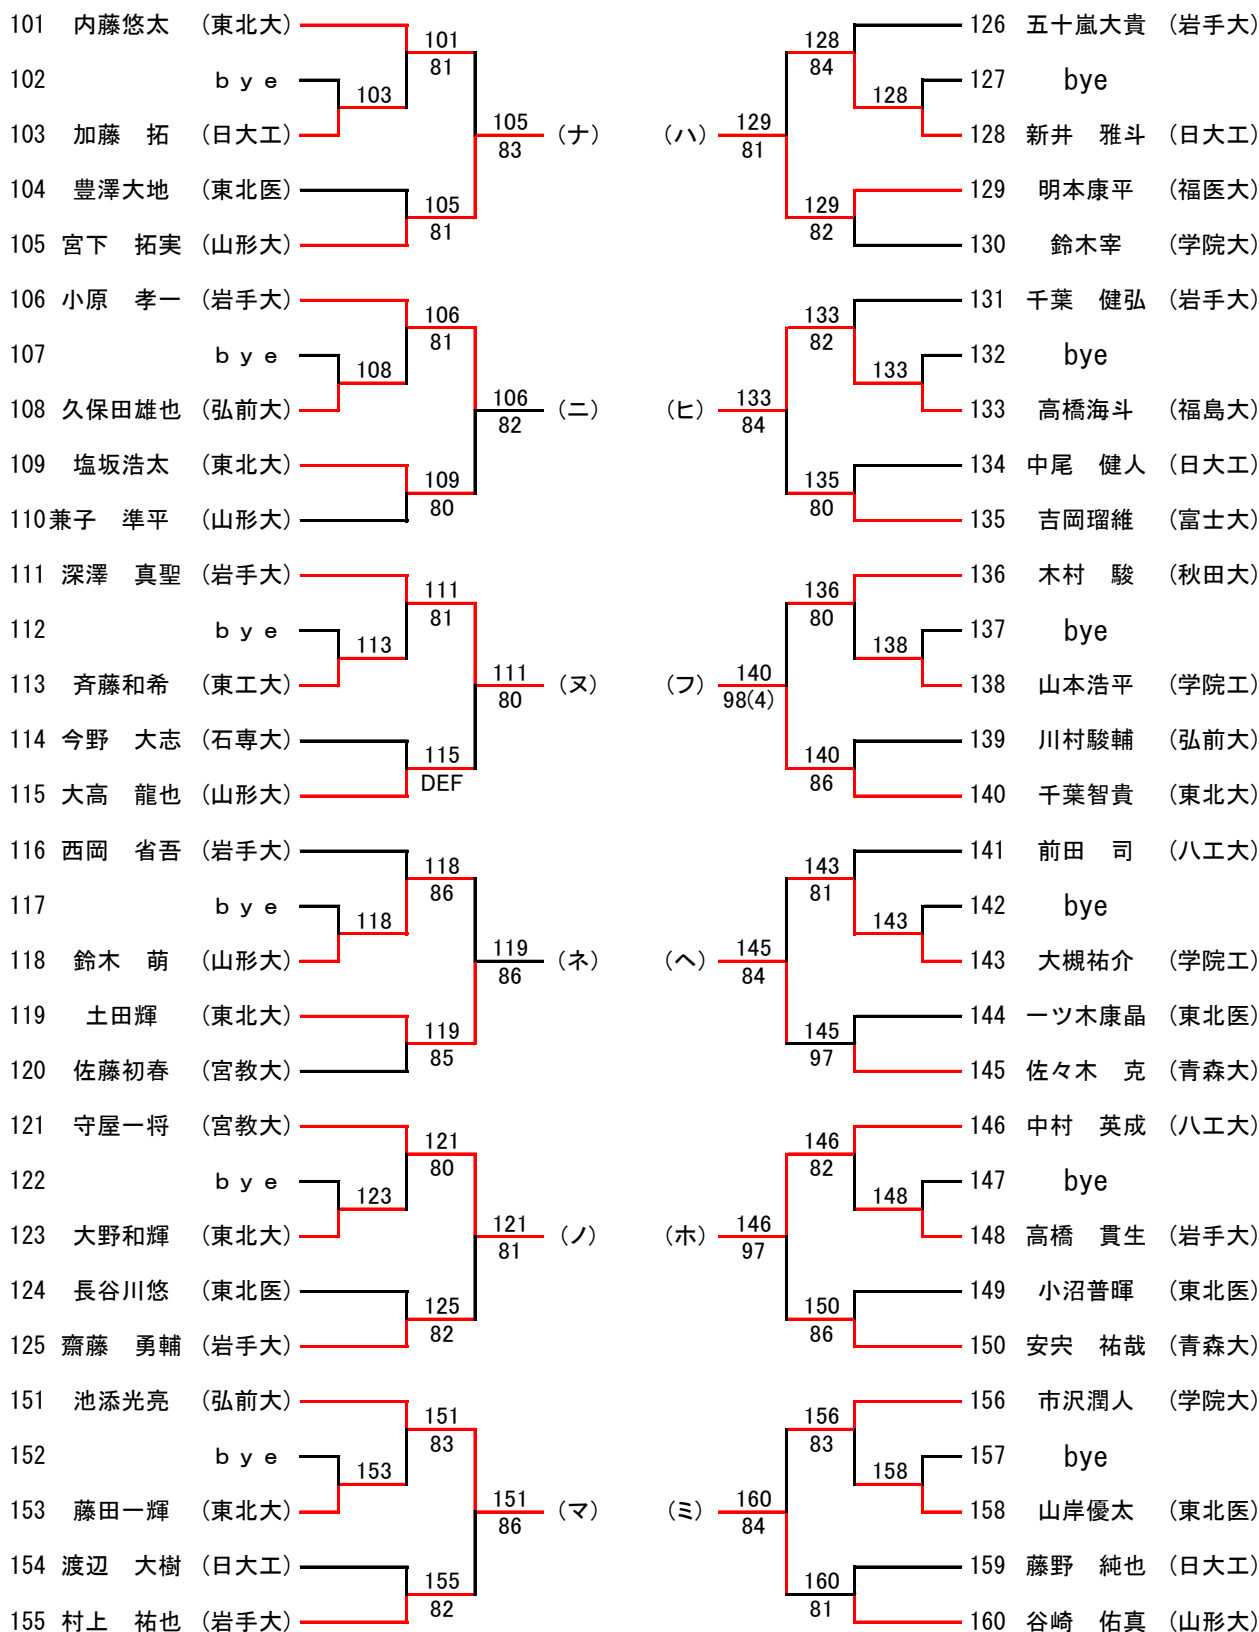 101 内藤悠太 (東北大)
102 ｂｙｅ
103 加藤　拓 (日大工)
104 豊澤大地 (東北医)
105 宮下　拓実 (山形大)
103
101
81
105
81
105
83
(ナ)
106 小原　孝一 (岩手大)
107 ｂｙｅ
108 久保田雄也 (弘前大)
109 塩坂浩太 (東北大)
110 兼子　準平 (山形大)
108
106
81
109
80
106
82
(ニ)
111 深澤　真聖 (岩手大)
112 ｂｙｅ
113 斉藤和希 (東工大)
114 今野　大志 (石専大)
115 大高　龍也 (山形大)
113
111
81
115
DEF
111
80
(ヌ)
116 西岡　省吾 (岩手大)
117 ｂｙｅ
118 鈴木　萌 (山形大)
119 土田輝 (東北大)
120 佐藤初春 (宮教大)
118
118
86
119
85
119
86
(ネ)
121 守屋一将 (宮教大)
122 ｂｙｅ
123 大野和輝 (東北大)
124 長谷川悠 (東北医)
125 齋藤　勇輔 (岩手大)
123
121
80
125
82
121
81
(ノ)
151 池添光亮 (弘前大)
152 ｂｙｅ
153 藤田一輝 (東北大)
154 渡辺　大樹 (日大工)
155 村上　祐也 (岩手大)
153
151
83
155
82
151
86
(マ)
126 五十嵐大貴 (岩手大)
127 bye
128 新井　雅斗 (日大工)
129 明本康平 (福医大)
130 鈴木宰 (学院大)
128
128
84
129
82
129
81
(ハ)
131 千葉　健弘 (岩手大)
132 bye
133 高橋海斗 (福島大)
134 中尾　健人 (日大工)
135 吉岡瑠維 (富士大)
133
133
82
135
80
133
84
(ヒ)
136 木村　駿 (秋田大)
137 bye
138 山本浩平 (学院工)
139 川村駿輔 (弘前大)
140 千葉智貴 (東北大)
138
136
80
140
86
140
98(4)
(フ)
141 前田　司 (八工大)
142 bye
143 大槻祐介 (学院工)
144 一ツ木康晶 (東北医)
145 佐々木　克 (青森大)
143
143
81
145
97
145
84
(ヘ)
146 中村　英成 (八工大)
147 bye
148 高橋　貫生 (岩手大)
149 小沼普暉 (東北医)
150 安宍　祐哉 (青森大)
148
146
82
150
86
146
97
(ホ)
156 市沢潤人 (学院大)
157 bye
158 山岸優太 (東北医)
159 藤野　純也 (日大工)
160 谷崎　佑真 (山形大)
158
156
83
160
81
160
84
(ミ)